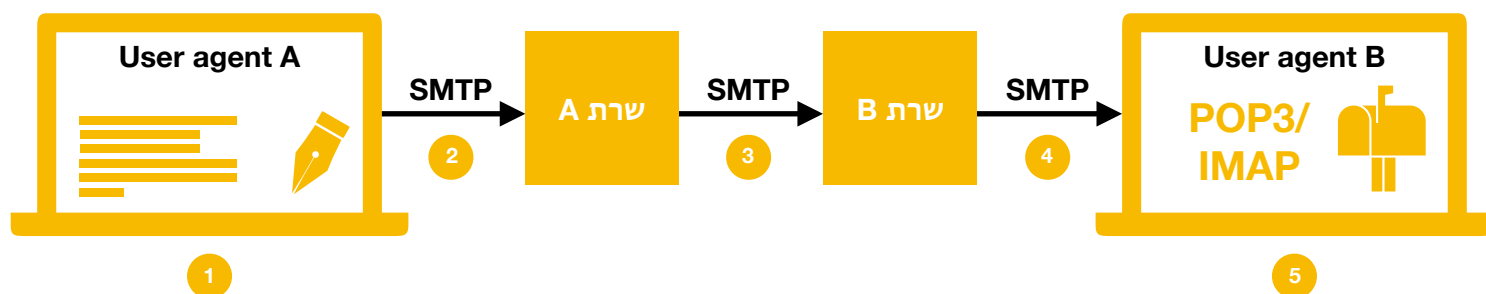 User agent A
SMTP
2
שרת A
SMTP
3
שרת B
SMTP
4
User agent B
POP3/
IMAP
1
5